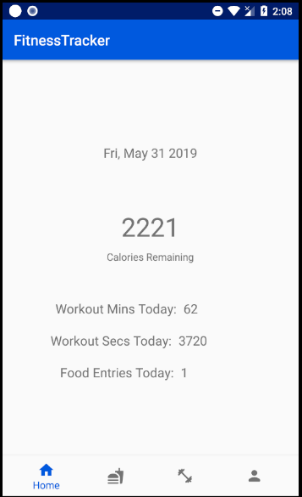 2:08
FitnessTracker
Fri, May 31 2019
2221
Calories Remaining
Workout Mins Today: 62
Workout Secs Today: 3720
Food Entries Today: 1
Home